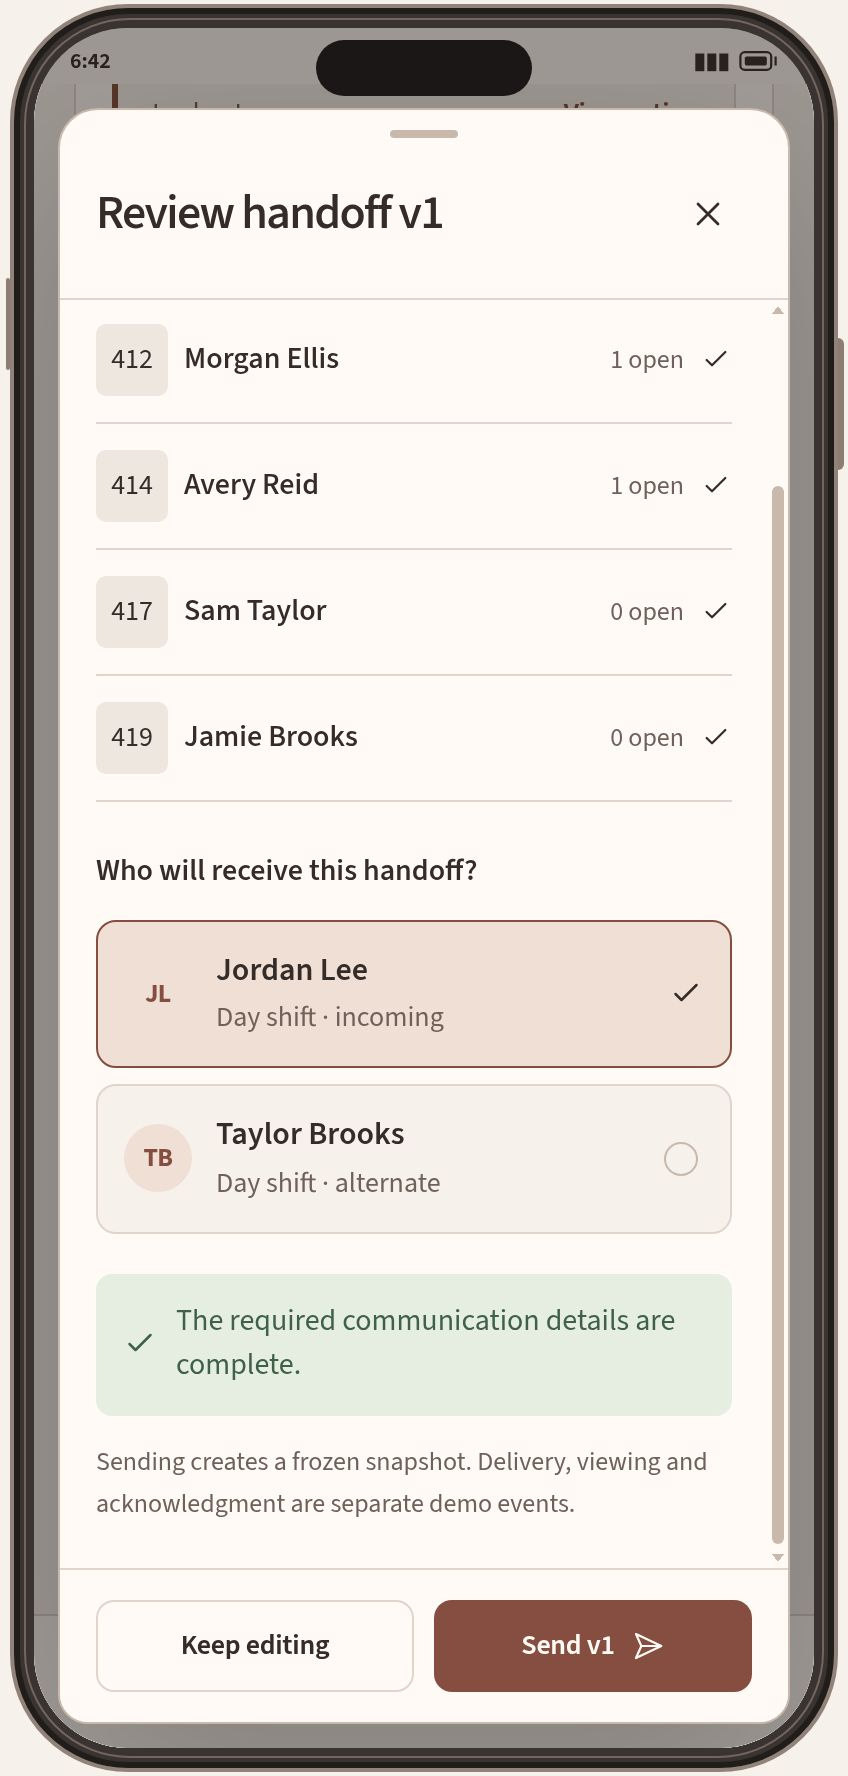 6:42
Review handoff v1
412 Morgan Ellis 1 open
414 Avery Reid 1 open
417 Sam Taylor 0 open
419 Jamie Brooks 0 open
Who will receive this handoff?
JL Jordan Lee
Day shift · incoming
TB Taylor Brooks
Day shift · alternate
The required communication details are
complete.
Sending creates a frozen snapshot. Delivery, viewing and
acknowledgment are separate demo events.
Keep editing Send v1